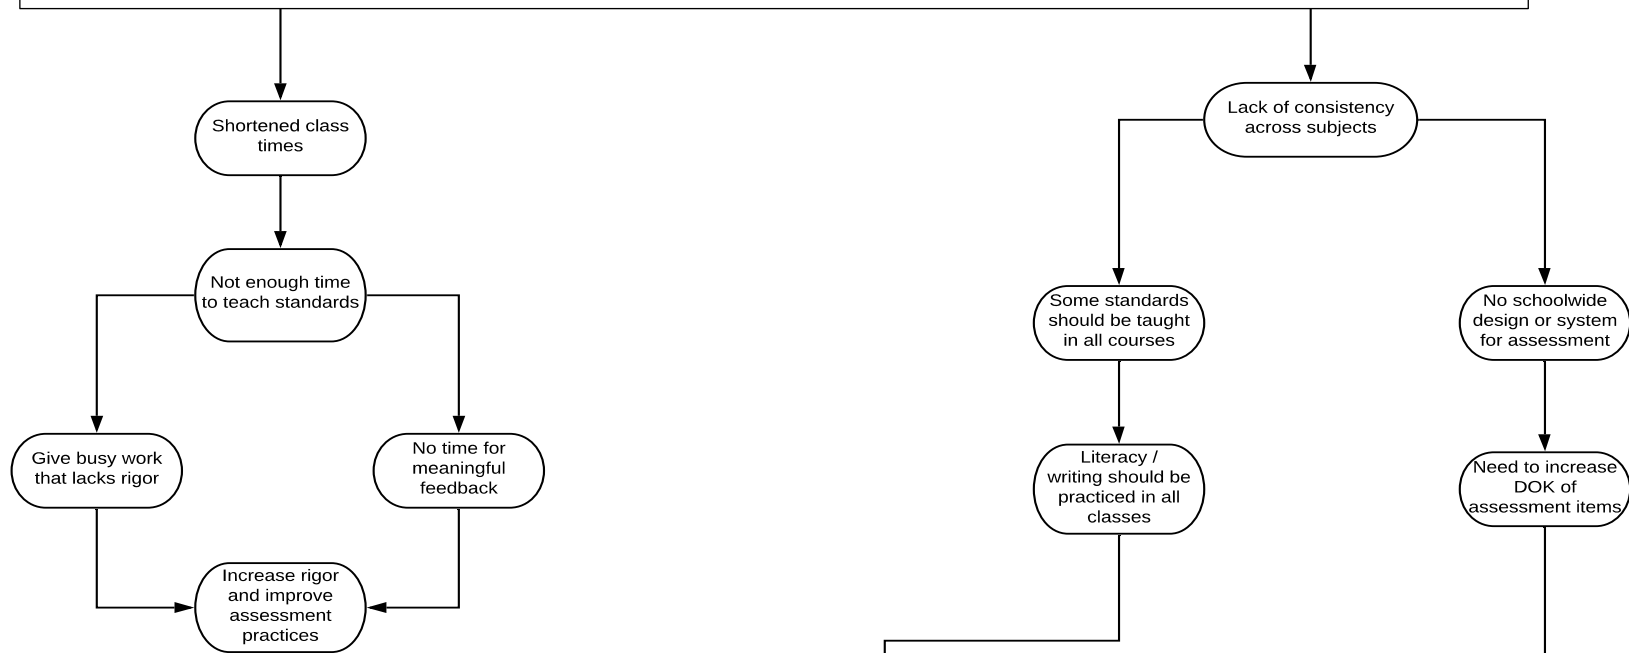 Shortened class
times
Not enough time
to teach standards
Give busy work
that lacks rigor
No time for
meaningful
feedback
Increase rigor
and improve
assessment
practices
Lack of consistency
across subjects
Some standards
should be taught
in all courses
Literacy /
writing should be
practiced in all
classes
No schoolwide
design or system
for assessment
Need to increase
DOK of
assessment items